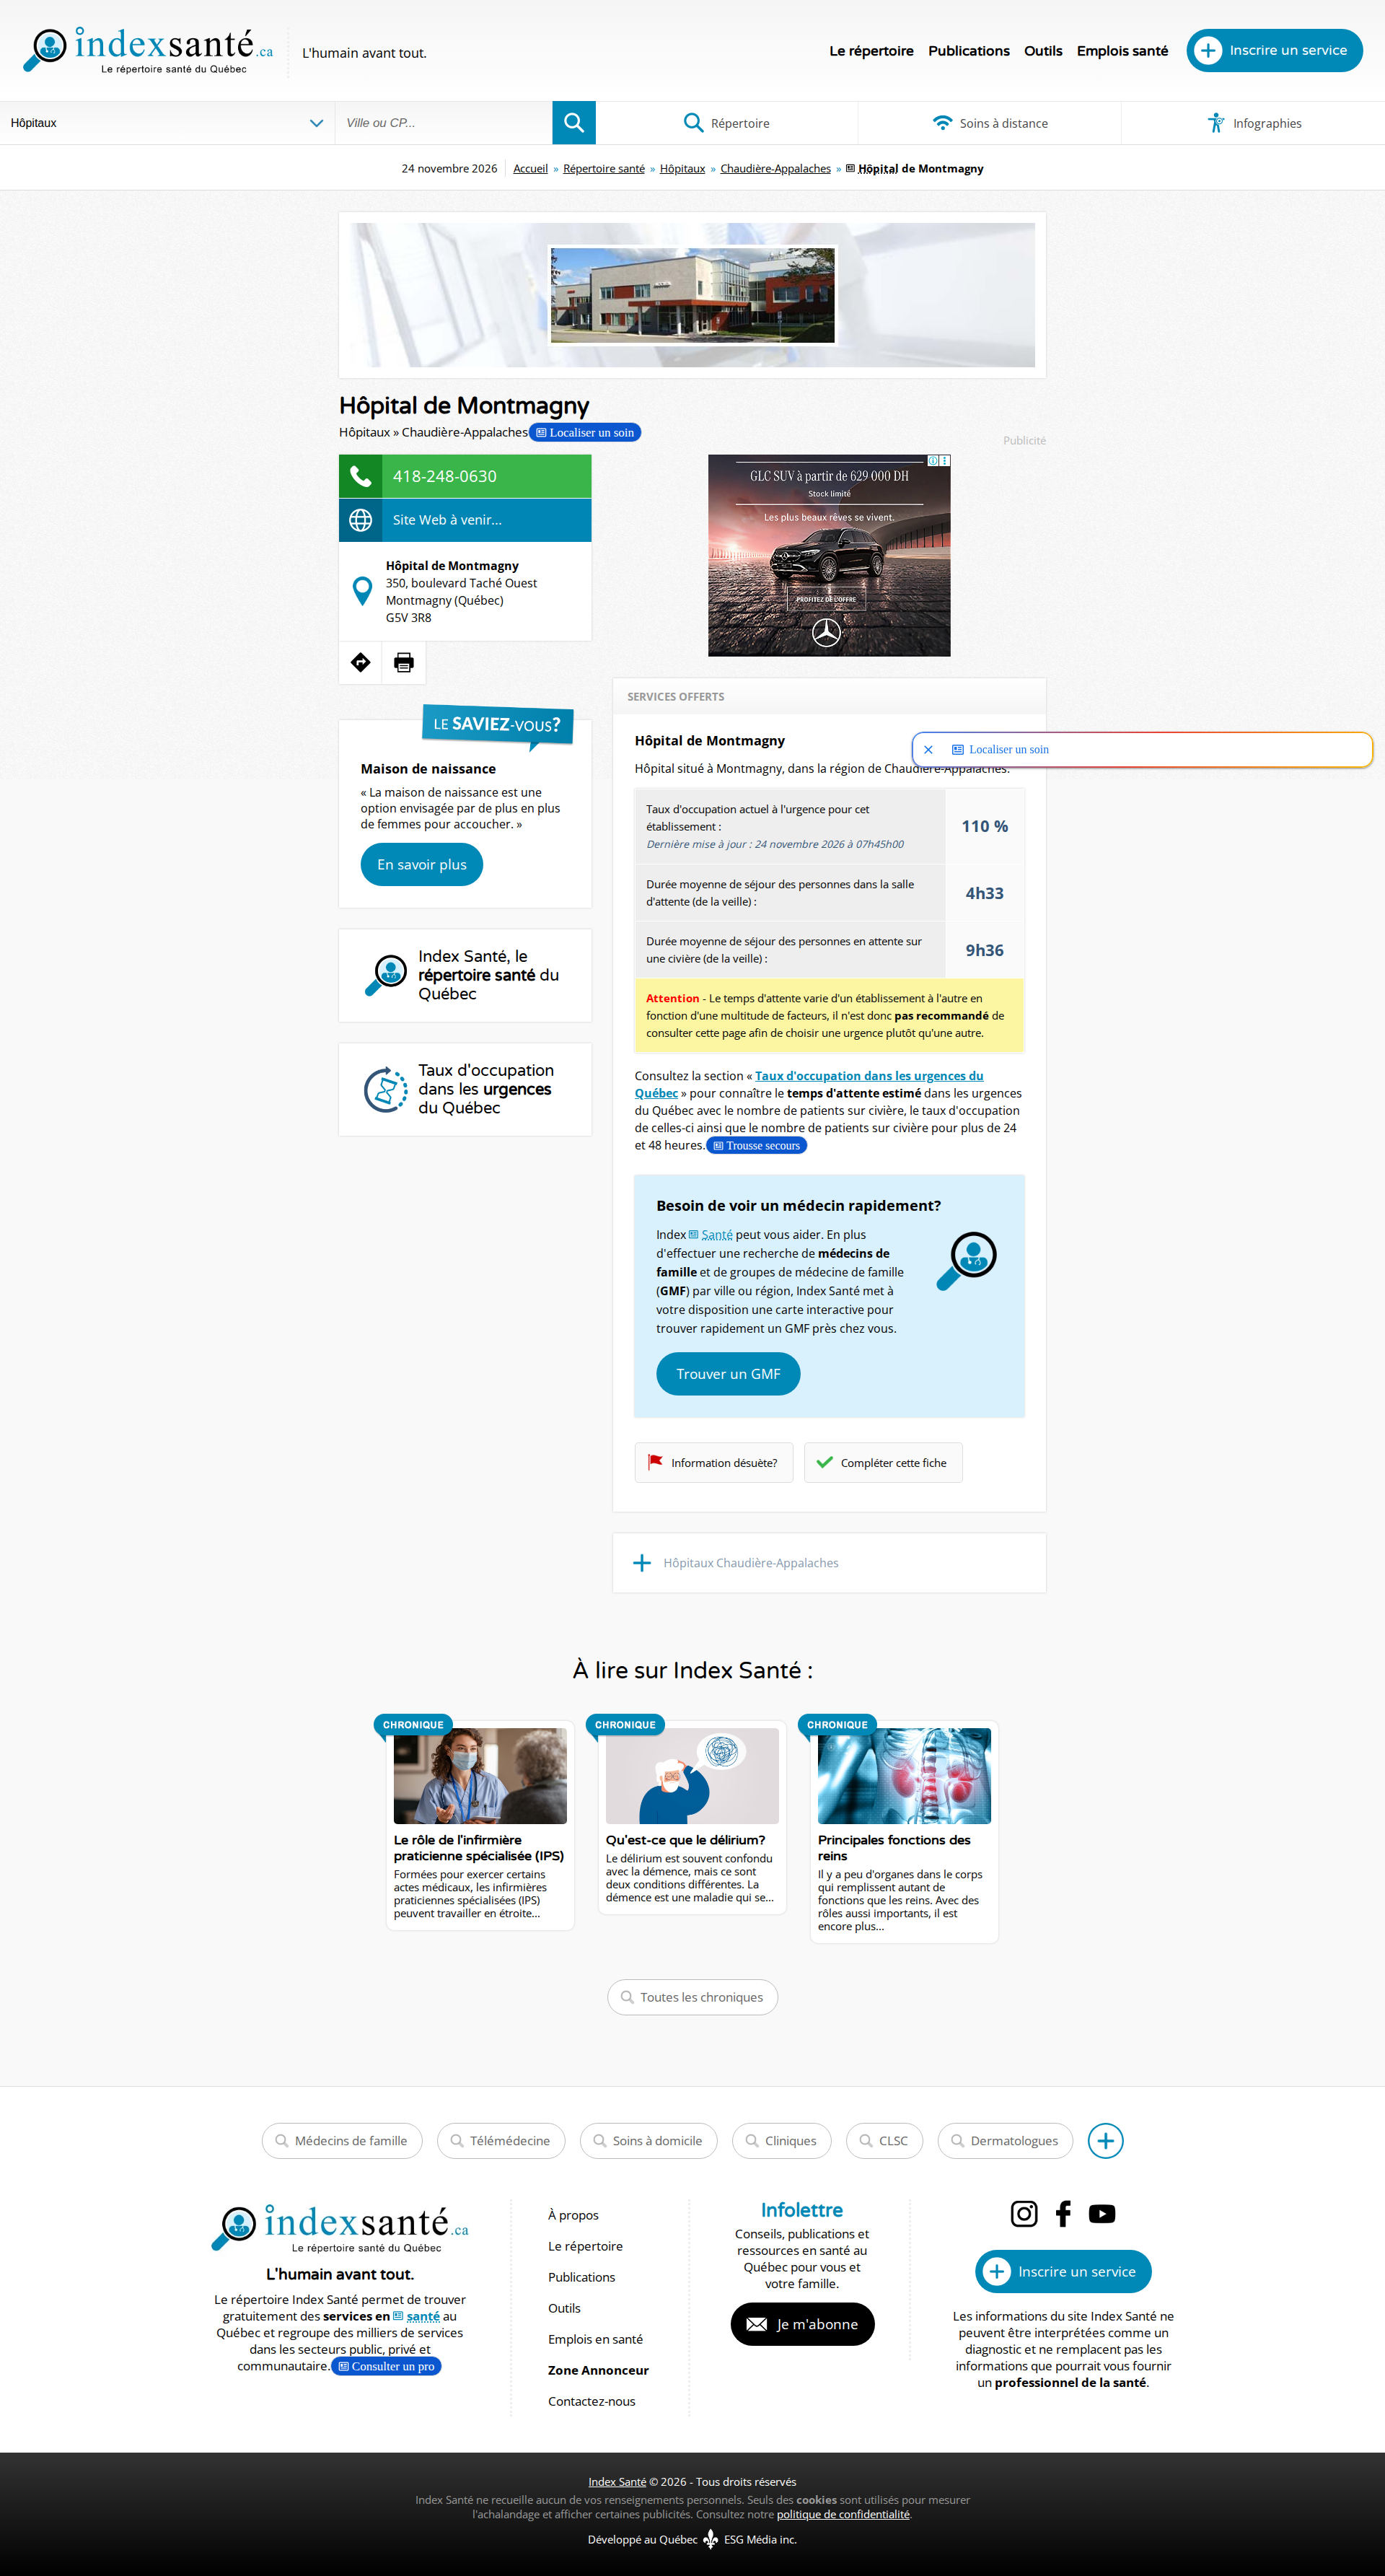 indexsanté.ca
Le répertoire santé du Québec
L'humain avant tout.
Le répertoire
Publications
Outils
Emplois santé
Inscrire un service
Hôpitaux
Ville ou CP...
Répertoire
Soins à distance
Infographies
24 novembre 2026
Accueil » Répertoire santé » Hôpitaux » Chaudière-Appalaches » Hôpital de Montmagny
Hôpital de Montmagny
Hôpitaux » Chaudière-Appalaches Localiser un soin
Publicité
418-248-0630
Site Web à venir...
Hôpital de Montmagny
350, boulevard Taché Ouest
Montmagny (Québec)
G5V 3R8
GLC SUV à partir de 629 000 DH
Stock limité
Les plus beaux rêves se vivent.
PROFITEZ DE L'OFFRE
LE SAVIEZ-VOUS?
Maison de naissance
« La maison de naissance est une
option envisagée par de plus en plus
de femmes pour accoucher. »
En savoir plus
Index Santé, le
répertoire santé du
Québec
Taux d'occupation
dans les urgences
du Québec
SERVICES OFFERTS
Hôpital de Montmagny
Localiser un soin
Hôpital situé à Montmagny, dans la région de Chaudière-Appalaches.
Taux d'occupation actuel à l'urgence pour cet
établissement :
Dernière mise à jour : 24 novembre 2026 à 07h45h00
110 %
Durée moyenne de séjour des personnes dans la salle
d'attente (de la veille) :
4h33
Durée moyenne de séjour des personnes en attente sur
une civière (de la veille) :
9h36
Attention - Le temps d'attente varie d'un établissement à l'autre en
fonction d'une multitude de facteurs, il n'est donc pas recommandé de
consulter cette page afin de choisir une urgence plutôt qu'une autre.
Consultez la section « Taux d'occupation dans les urgences du
Québec » pour connaître le temps d'attente estimé dans les urgences
du Québec avec le nombre de patients sur civière, le taux d'occupation
de celles-ci ainsi que le nombre de patients sur civière pour plus de 24
et 48 heures. Trousse secours
Besoin de voir un médecin rapidement?
Index Santé peut vous aider. En plus
d'effectuer une recherche de médecins de
famille et de groupes de médecine de famille
(GMF) par ville ou région, Index Santé met à
votre disposition une carte interactive pour
trouver rapidement un GMF près chez vous.
Trouver un GMF
Information désuète?
Compléter cette fiche
Hôpitaux Chaudière-Appalaches
À lire sur Index Santé :
CHRONIQUE
Le rôle de l'infirmière
praticienne spécialisée (IPS)
Formées pour exercer certains
actes médicaux, les infirmières
praticiennes spécialisées (IPS)
peuvent travailler en étroite...
CHRONIQUE
Qu'est-ce que le délirium?
Le délirium est souvent confondu
avec la démence, mais ce sont
deux conditions différentes. La
démence est une maladie qui se...
CHRONIQUE
Principales fonctions des
reins
Il y a peu d'organes dans le corps
qui remplissent autant de
fonctions que les reins. Avec des
rôles aussi importants, il est
encore plus...
Toutes les chroniques
Médecins de famille
Télémédecine
Soins à domicile
Cliniques
CLSC
Dermatologues
indexsanté.ca
Le répertoire santé du Québec
L'humain avant tout.
Le répertoire Index Santé permet de trouver
gratuitement des services en santé au
Québec et regroupe des milliers de services
dans les secteurs public, privé et
communautaire. Consulter un pro
À propos
Le répertoire
Publications
Outils
Emplois en santé
Zone Annonceur
Contactez-nous
Infolettre
Conseils, publications et
ressources en santé au
Québec pour vous et
votre famille.
Je m'abonne
Inscrire un service
Les informations du site Index Santé ne
peuvent être interprétées comme un
diagnostic et ne remplacent pas les
informations que pourrait vous fournir
un professionnel de la santé.
Index Santé © 2026 - Tous droits réservés
Index Santé ne recueille aucun de vos renseignements personnels. Seuls des cookies sont utilisés pour mesurer
l'achalandage et afficher certaines publicités. Consultez notre politique de confidentialité.
Développé au Québec ESG Média inc.